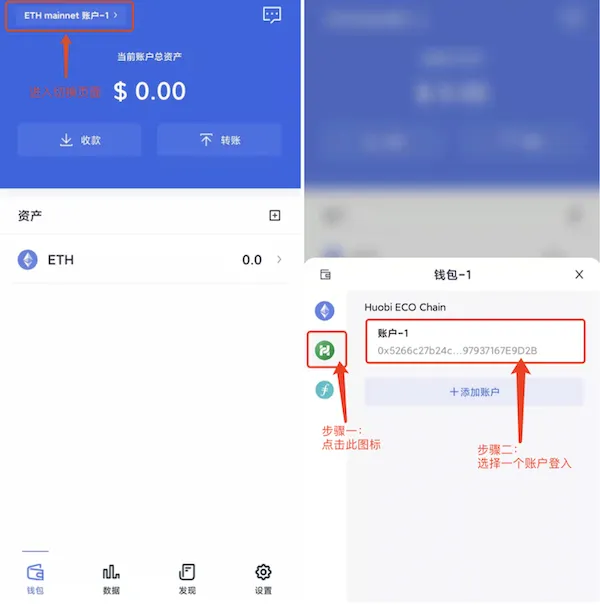 ETH mainnet 账户-1
当前账户总资产
进入切换页面
$ 0.00
收款
转账
资产
ETH
0.0
钱包
数据
发现
设置
钱包-1
Huobi ECO Chain
账户-1
0x5266c27b24c...97937167E9D2B
+添加账户
步骤一：
点击此图标
步骤二：
选择一个账户登入